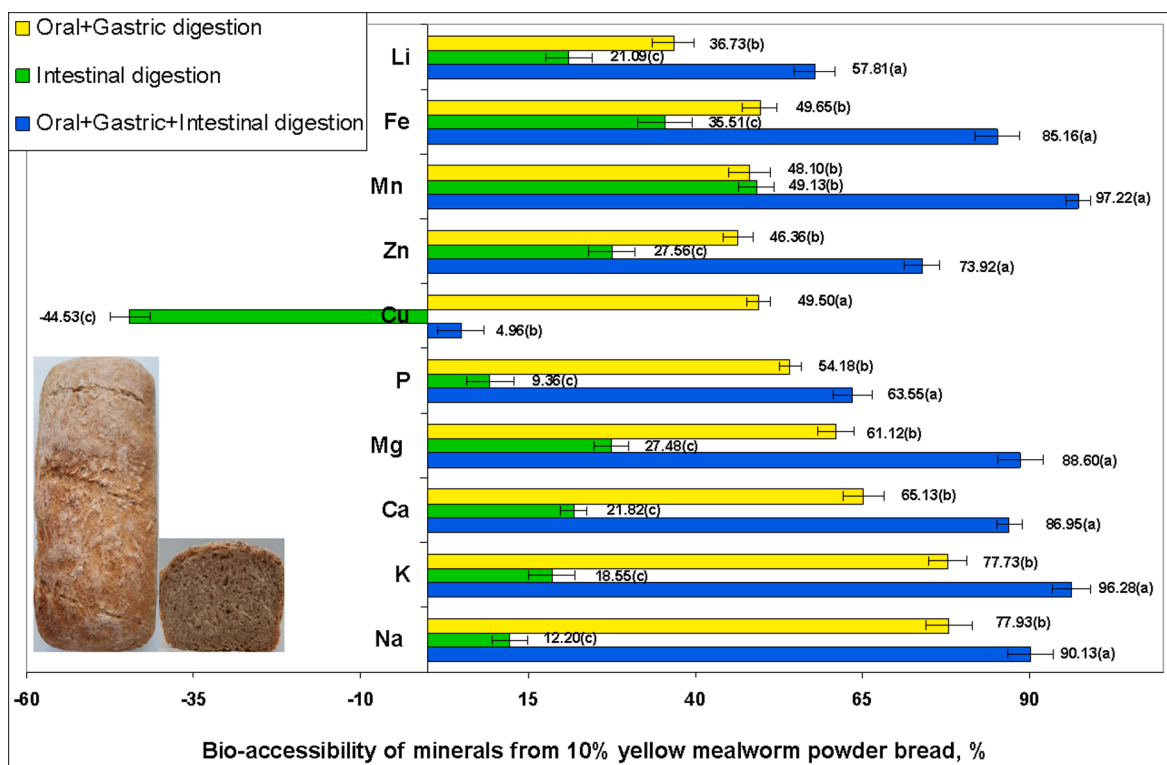 Oral+Gastric digestion
Intestinal digestion
Oral+Gastric+Intestinal digestion
Li
36.73(b)
21.09(c)
57.81(a)
Fe
49.65(b)
35.51(c)
85.16(a)
Mn
48.10(b)
49.13(b)
97.22(a)
Zn
46.36(b)
27.56(c)
73.92(a)
Cu
49.50(a)
-44.53(c)
4.96(b)
P
54.18(b)
9.36(c)
63.55(a)
Mg
61.12(b)
27.48(c)
88.60(a)
Ca
65.13(b)
21.82(c)
86.95(a)
K
77.73(b)
18.55(c)
96.28(a)
Na
77.93(b)
12.20(c)
90.13(a)
-60 -35 -10 15 40 65 90
Bio-accessibility of minerals from 10% yellow mealworm powder bread, %